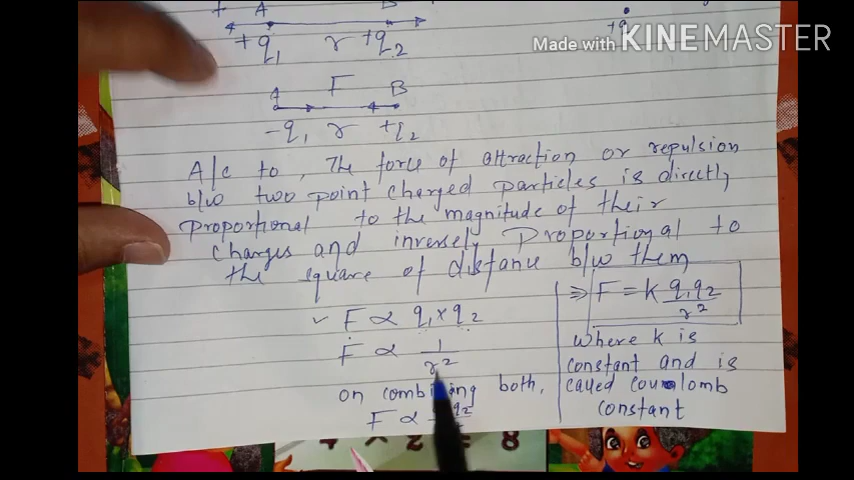 + A B
+q1 r +q2
+q
Made with KINEMASTER
A F B
-q1 r +q2
A/c to, The force of attraction or repulsion
b/w two point charged particles is directly
proportional to the magnitude of their
charges and inversely proportional to
the square of distance b/w them
✓ F ∝ q1 × q2
F ∝ 1/r²
on combining both,
F ∝
⇒ F = k q1q2/r²
where k is
constant and is
called coulomb
constant
× 2 = 8